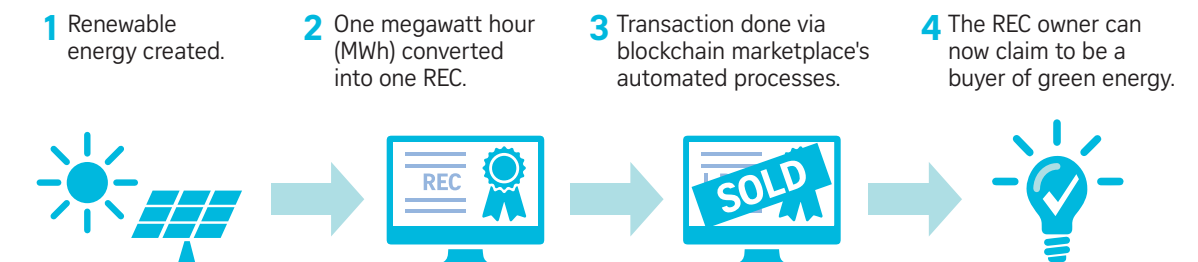 1 Renewable
energy created.
2 One megawatt hour
(MWh) converted
into one REC.
3 Transaction done via
blockchain marketplace's
automated processes.
4 The REC owner can
now claim to be a
buyer of green energy.
REC
SOLD